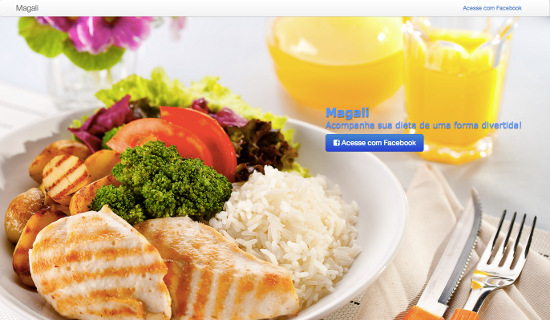 Magali
Acesse com Facebook
Magali
Acompanhe sua dieta de uma forma divertida!
Acesse com Facebook